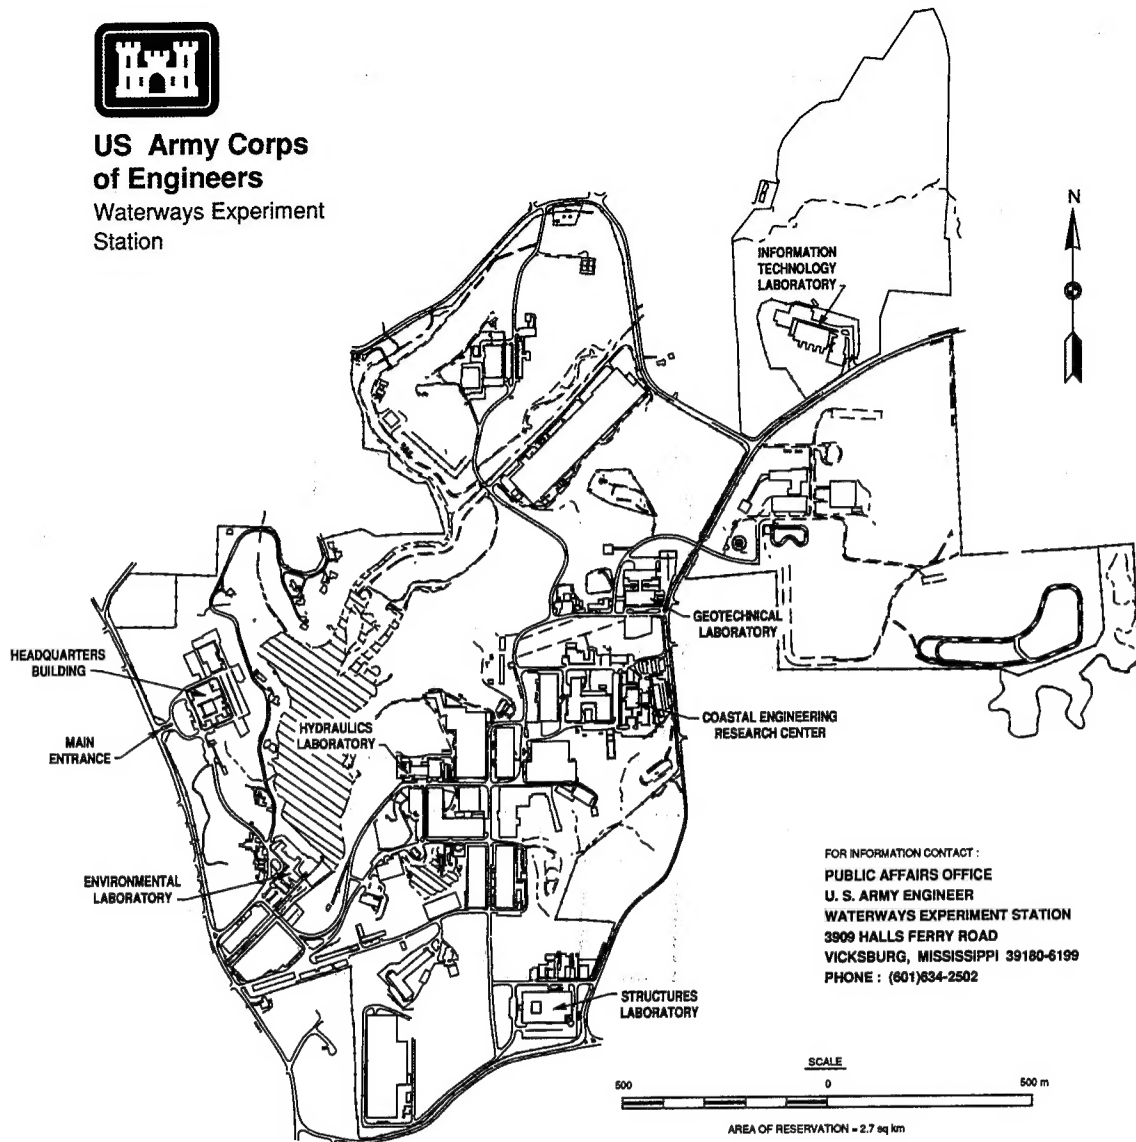 US Army Corps
of Engineers
Waterways Experiment
Station
N
INFORMATION
TECHNOLOGY
LABORATORY
GEOTECHNICAL
LABORATORY
HEADQUARTERS
BUILDING
MAIN
ENTRANCE
HYDRAULICS
LABORATORY
COASTAL ENGINEERING
RESEARCH CENTER
ENVIRONMENTAL
LABORATORY
STRUCTURES
LABORATORY
FOR INFORMATION CONTACT :
PUBLIC AFFAIRS OFFICE
U. S. ARMY ENGINEER
WATERWAYS EXPERIMENT STATION
3909 HALLS FERRY ROAD
VICKSBURG, MISSISSIPPI 39180-6199
PHONE : (601)634-2502
SCALE
500 0 500 m
AREA OF RESERVATION = 2.7 sq km